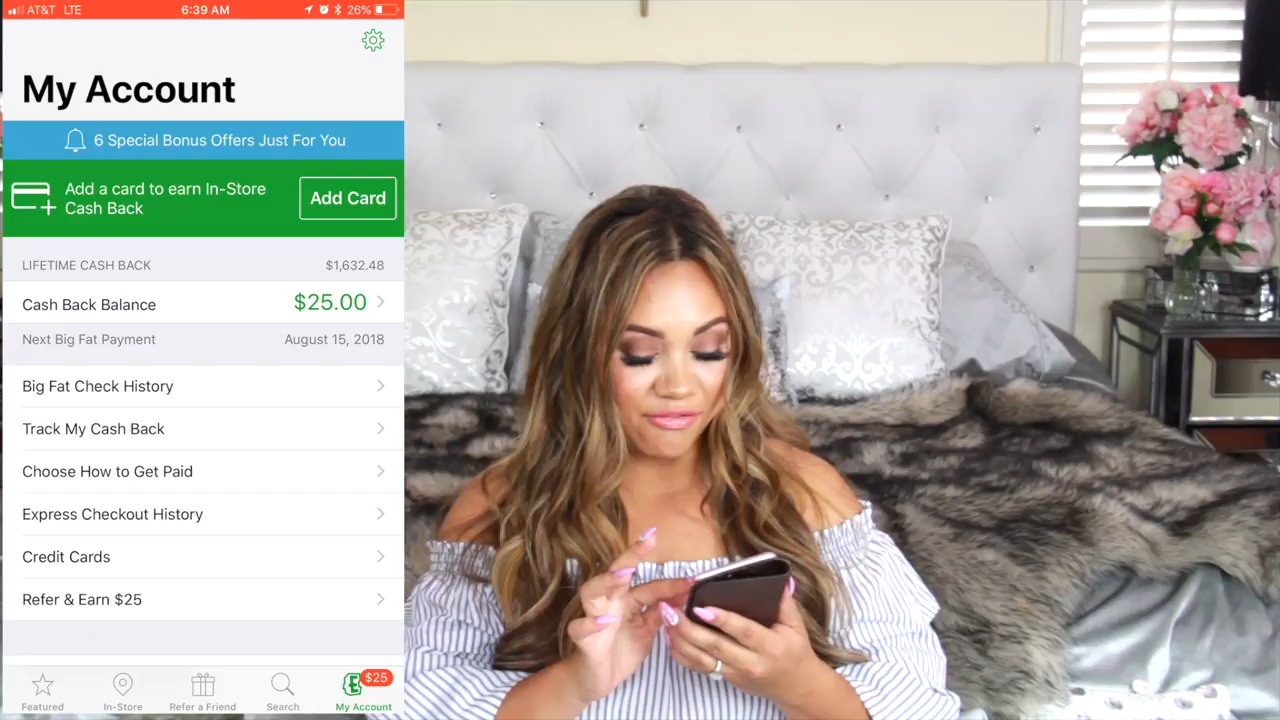 AT&T LTE 6:39 AM 26%
My Account
6 Special Bonus Offers Just For You
Add a card to earn In-Store
Cash Back
Add Card
LIFETIME CASH BACK $1,632.48
Cash Back Balance $25.00
Next Big Fat Payment August 15, 2018
Big Fat Check History
Track My Cash Back
Choose How to Get Paid
Express Checkout History
Credit Cards
Refer & Earn $25
$25
Featured In-Store Refer a Friend Search My Account